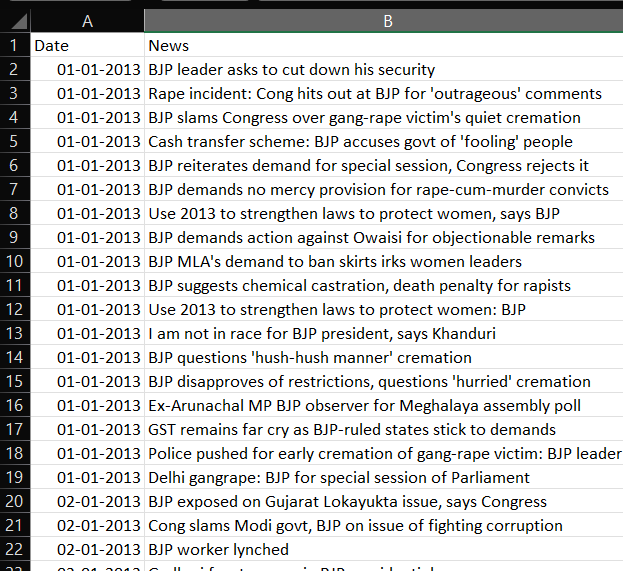 A B
1 Date News
2 01-01-2013 BJP leader asks to cut down his security
3 01-01-2013 Rape incident: Cong hits out at BJP for 'outrageous' comments
4 01-01-2013 BJP slams Congress over gang-rape victim's quiet cremation
5 01-01-2013 Cash transfer scheme: BJP accuses govt of 'fooling' people
6 01-01-2013 BJP reiterates demand for special session, Congress rejects it
7 01-01-2013 BJP demands no mercy provision for rape-cum-murder convicts
8 01-01-2013 Use 2013 to strengthen laws to protect women, says BJP
9 01-01-2013 BJP demands action against Owaisi for objectionable remarks
10 01-01-2013 BJP MLA's demand to ban skirts irks women leaders
11 01-01-2013 BJP suggests chemical castration, death penalty for rapists
12 01-01-2013 Use 2013 to strengthen laws to protect women: BJP
13 01-01-2013 I am not in race for BJP president, says Khanduri
14 01-01-2013 BJP questions 'hush-hush manner' cremation
15 01-01-2013 BJP disapproves of restrictions, questions 'hurried' cremation
16 01-01-2013 Ex-Arunachal MP BJP observer for Meghalaya assembly poll
17 01-01-2013 GST remains far cry as BJP-ruled states stick to demands
18 01-01-2013 Police pushed for early cremation of gang-rape victim: BJP leader
19 01-01-2013 Delhi gangrape: BJP for special session of Parliament
20 02-01-2013 BJP exposed on Gujarat Lokayukta issue, says Congress
21 02-01-2013 Cong slams Modi govt, BJP on issue of fighting corruption
22 02-01-2013 BJP worker lynched